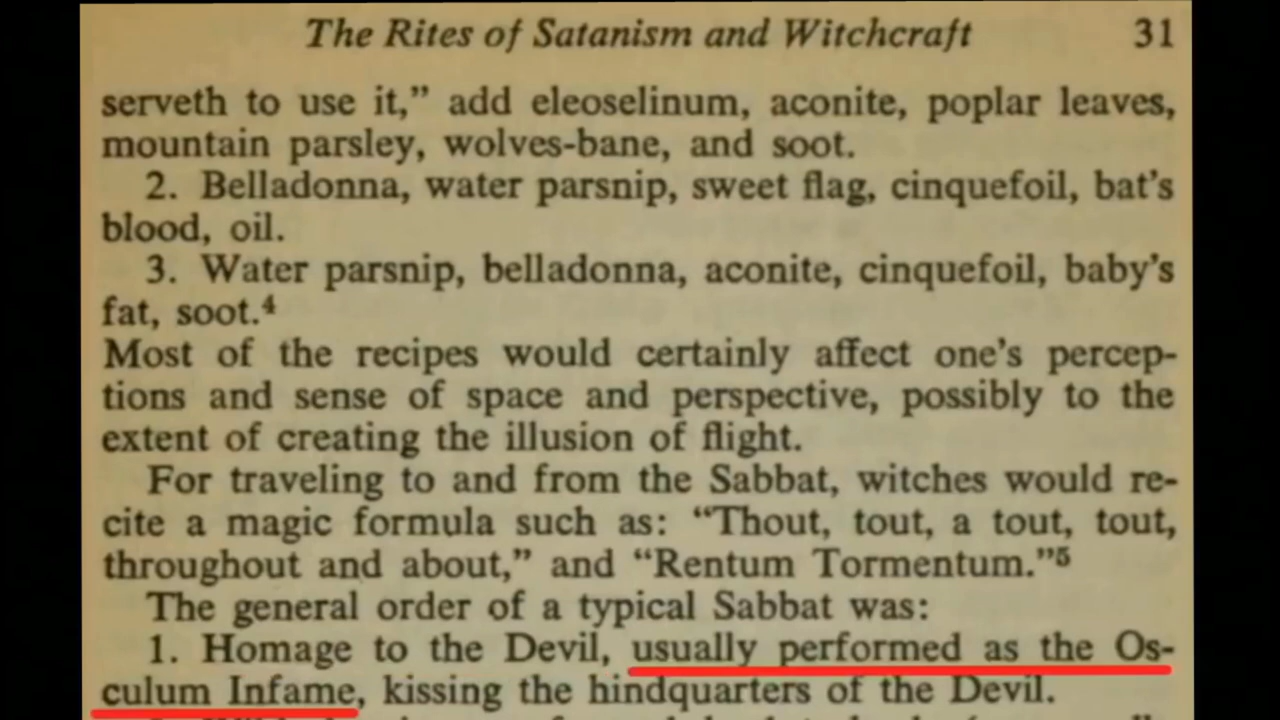 The Rites of Satanism and Witchcraft 31
serveth to use it,” add eleoselinum, aconite, poplar leaves,
mountain parsley, wolves-bane, and soot.
2. Belladonna, water parsnip, sweet flag, cinquefoil, bat’s
blood, oil.
3. Water parsnip, belladonna, aconite, cinquefoil, baby’s
fat, soot.⁴
Most of the recipes would certainly affect one’s percep-
tions and sense of space and perspective, possibly to the
extent of creating the illusion of flight.
For traveling to and from the Sabbat, witches would re-
cite a magic formula such as: “Thout, tout, a tout, tout,
throughout and about,” and “Rentum Tormentum.”⁵
The general order of a typical Sabbat was:
1. Homage to the Devil, usually performed as the Os-
culum Infame, kissing the hindquarters of the Devil.